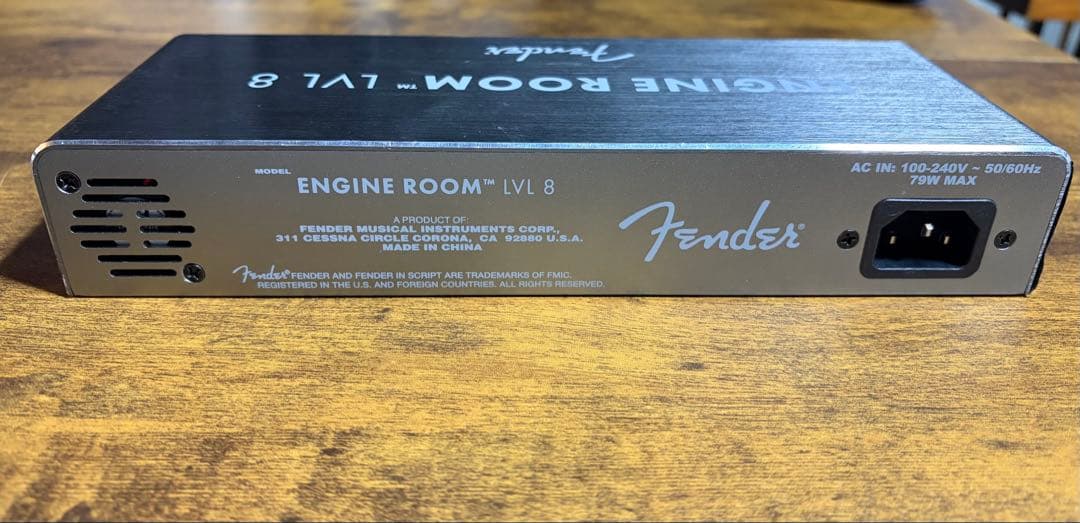 Fender
ENGINE ROOM™ LVL 8
MODEL
ENGINE ROOM™ LVL 8
A PRODUCT OF:
FENDER MUSICAL INSTRUMENTS CORP.,
311 CESSNA CIRCLE CORONA, CA 92880 U.S.A.
MADE IN CHINA
Fender® FENDER AND FENDER IN SCRIPT ARE TRADEMARKS OF FMIC.
REGISTERED IN THE U.S. AND FOREIGN COUNTRIES. ALL RIGHTS RESERVED.
Fender®
AC IN: 100-240V ~ 50/60Hz
79W MAX